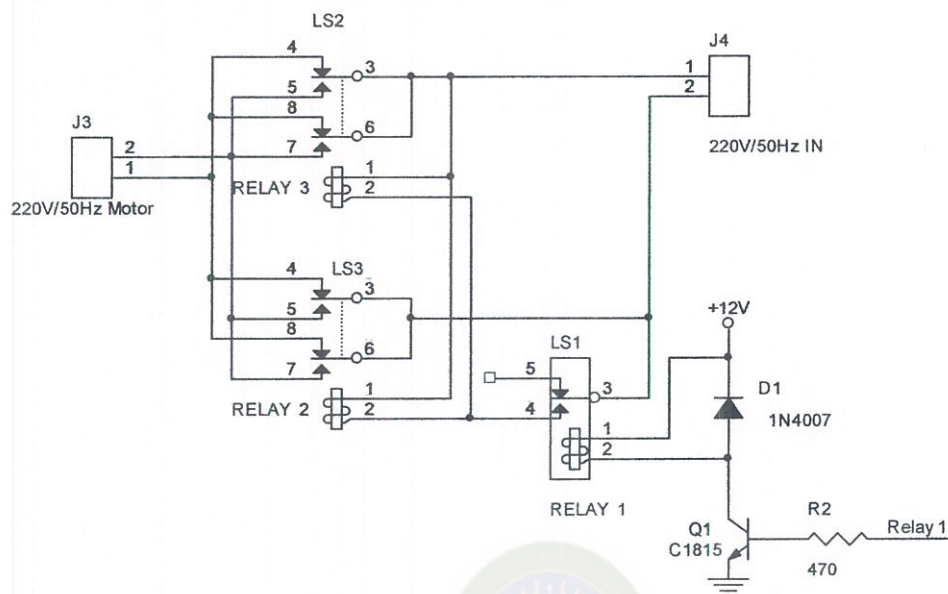 LS2
4
3
5
8
6
7
J3
2
1
220V/50Hz Motor
RELAY 3
1
2
J4
1
2
220V/50Hz IN
LS3
4
3
5
8
6
7
RELAY 2
1
2
LS1
5
3
4
1
2
RELAY 1
+12V
D1
1N4007
Q1
C1815
R2
470
Relay 1